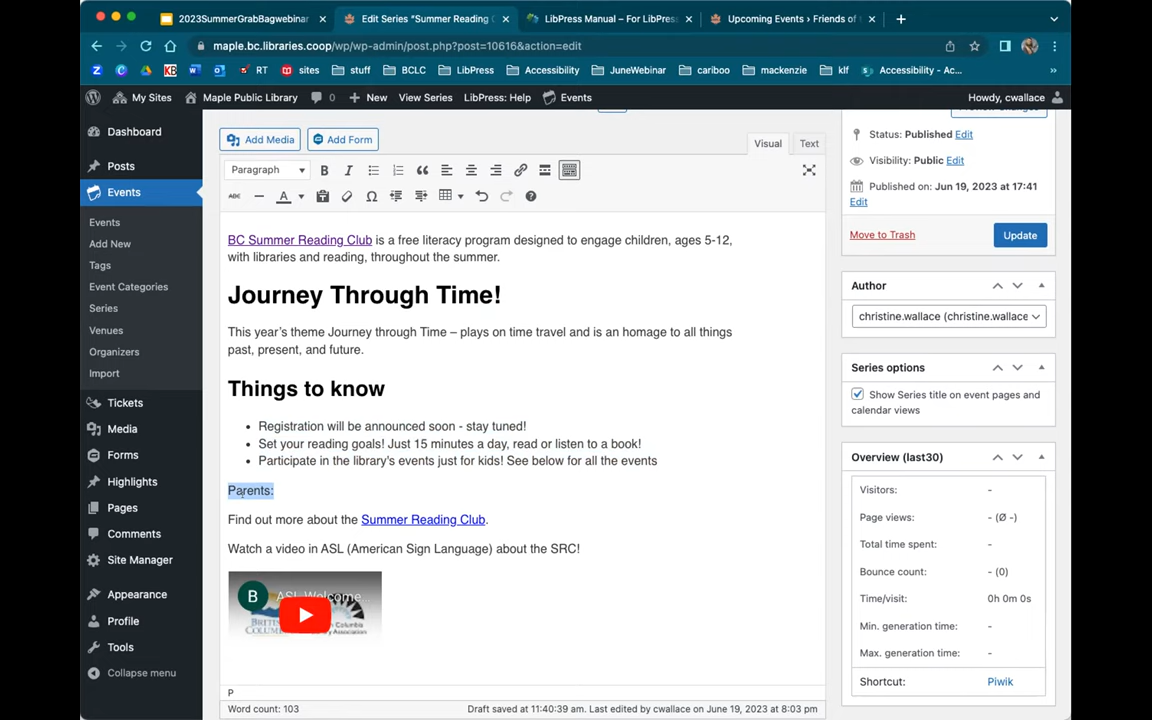 2023SummerGrabBagwebinar
Edit Series "Summer Reading C
LibPress Manual – For LibPress
Upcoming Events › Friends of
maple.bc.libraries.coop/wp/wp-admin/post.php?post=10616&action=edit
RT
sites
stuff
BCLC
LibPress
Accessibility
JuneWebinar
cariboo
mackenzie
klf
Accessibility - Ac...
My Sites
Maple Public Library
0
New
View Series
LibPress: Help
Events
Howdy, cwallace
Dashboard
Posts
Events
Events
Add New
Tags
Event Categories
Series
Venues
Organizers
Import
Tickets
Media
Forms
Highlights
Pages
Comments
Site Manager
Appearance
Profile
Tools
Collapse menu
Add Media
Add Form
Visual
Text
Paragraph
BC Summer Reading Club is a free literacy program designed to engage children, ages 5-12,
with libraries and reading, throughout the summer.
Journey Through Time!
This year's theme Journey through Time – plays on time travel and is an homage to all things
past, present, and future.
Things to know
• Registration will be announced soon - stay tuned!
• Set your reading goals! Just 15 minutes a day, read or listen to a book!
• Participate in the library's events just for kids! See below for all the events
Parents:
Find out more about the Summer Reading Club.
Watch a video in ASL (American Sign Language) about the SRC!
B
ASL Welcome...
P
Word count: 103
Draft saved at 11:40:39 am. Last edited by cwallace on June 19, 2023 at 8:03 pm
Status: Published Edit
Visibility: Public Edit
Published on: Jun 19, 2023 at 17:41
Edit
Move to Trash
Update
Author
christine.wallace (christine.wallace
Series options
Show Series title on event pages and
calendar views
Overview (last30)
Visitors: -
Page views: - (Ø -)
Total time spent: -
Bounce count: - (0)
Time/visit: 0h 0m 0s
Min. generation time: -
Max. generation time: -
Shortcut: Piwik